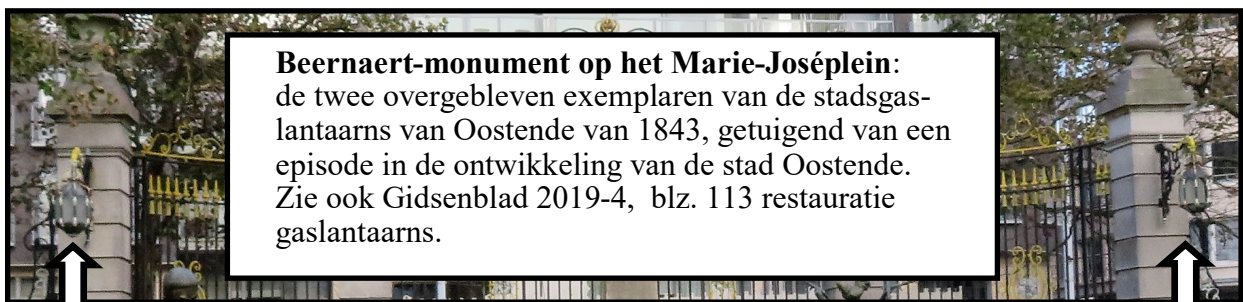 Beernaert-monument op het Marie-Joséplein:
de twee overgebleven exemplaren van de stadsgas-
lantaarns van Oostende van 1843, getuigend van een
episode in de ontwikkeling van de stad Oostende.
Zie ook Gidsenblad 2019-4, blz. 113 restauratie
gaslantaarns.